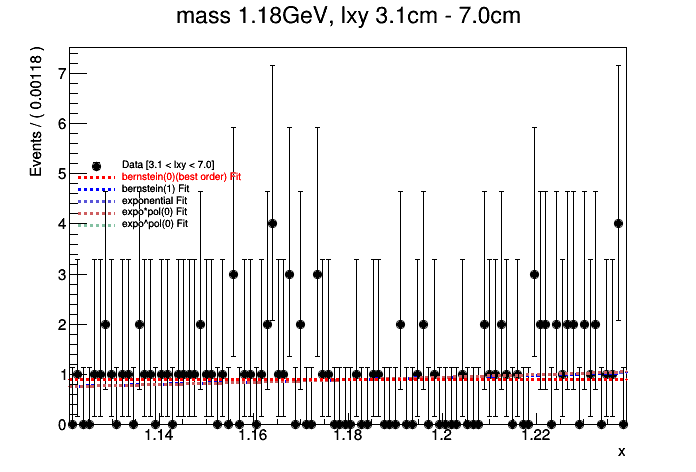 mass 1.18GeV, lxy 3.1cm - 7.0cm
Events / ( 0.00118 )
7
6
5
4
3
2
1
0
Data [3.1 < lxy < 7.0]
bernstein(0)(best order) Fit
bernstein(1) Fit
exponential Fit
expo*pol(0) Fit
expo^pol(0) Fit
1.14 1.16 1.18 1.2 1.22
x